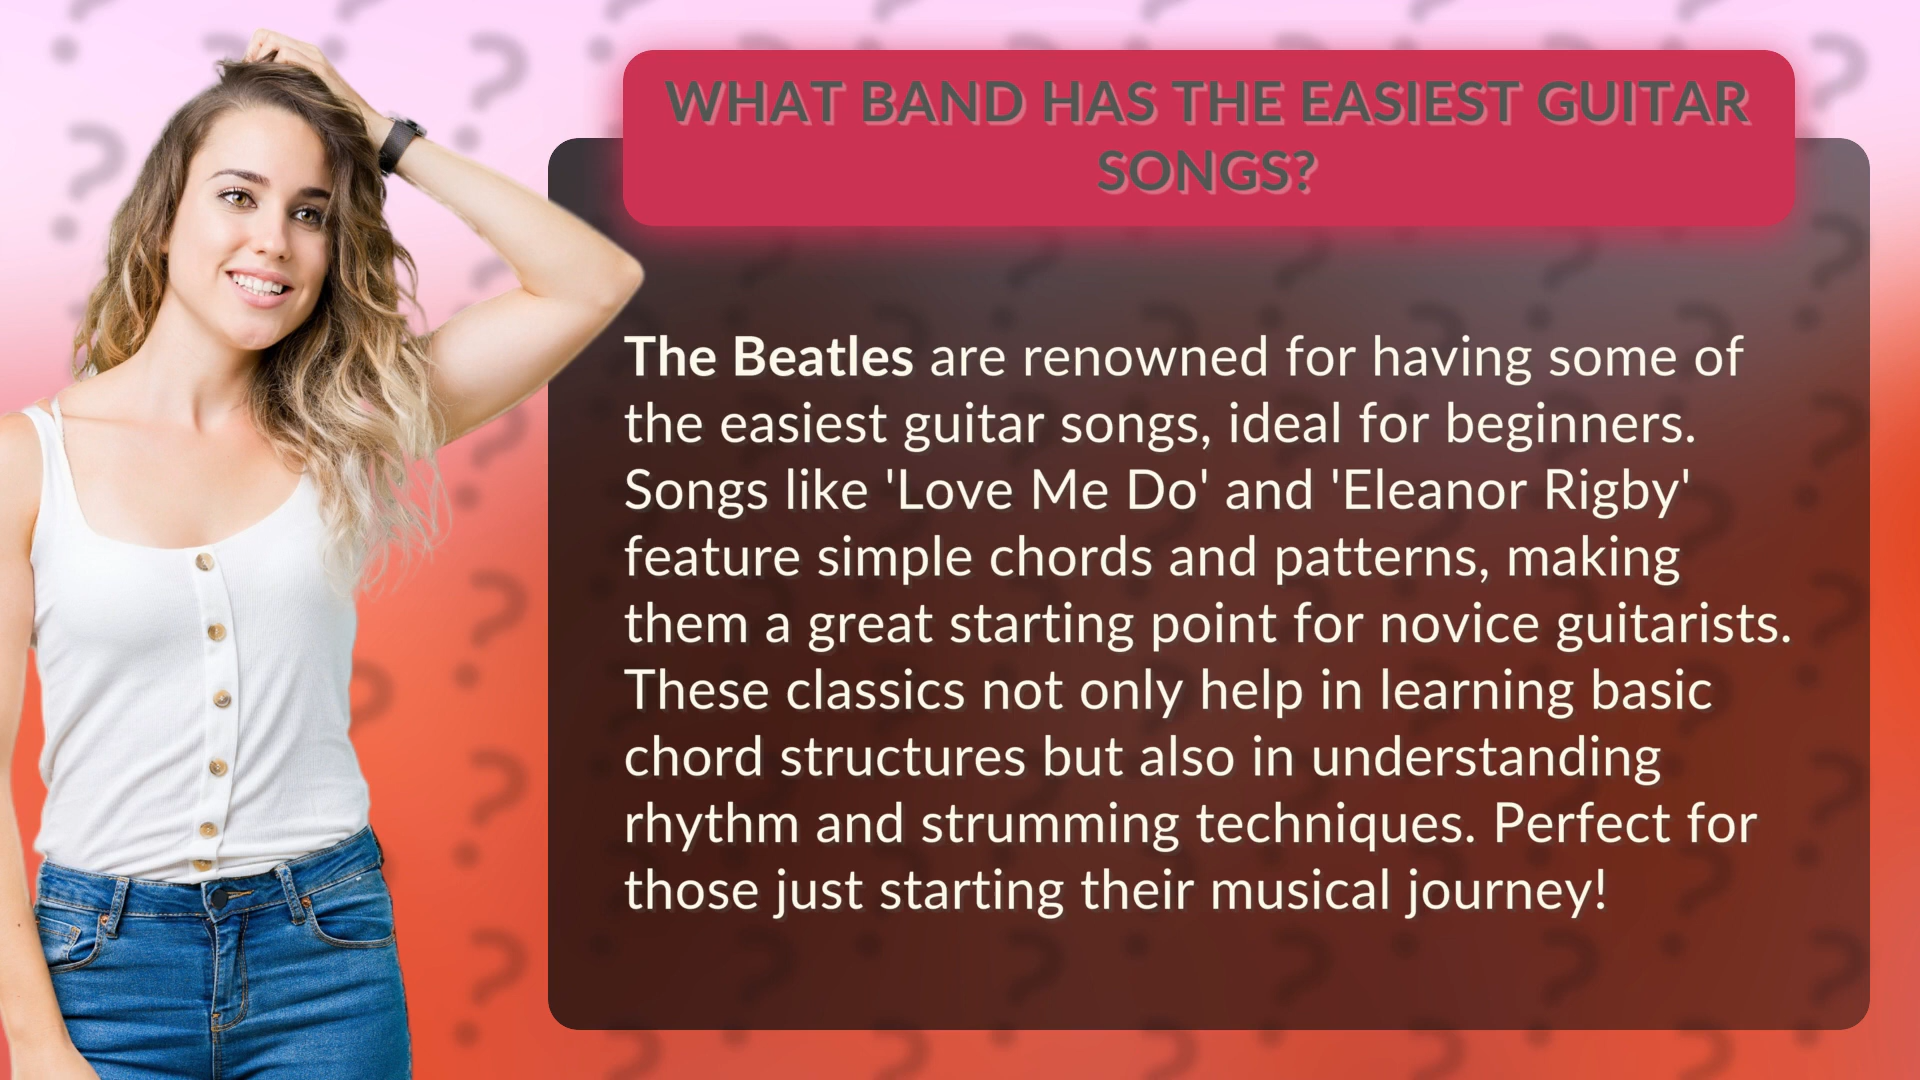 WHAT BAND HAS THE EASIEST GUITAR
SONGS?
The Beatles are renowned for having some of
the easiest guitar songs, ideal for beginners.
Songs like 'Love Me Do' and 'Eleanor Rigby'
feature simple chords and patterns, making
them a great starting point for novice guitarists.
These classics not only help in learning basic
chord structures but also in understanding
rhythm and strumming techniques. Perfect for
those just starting their musical journey!